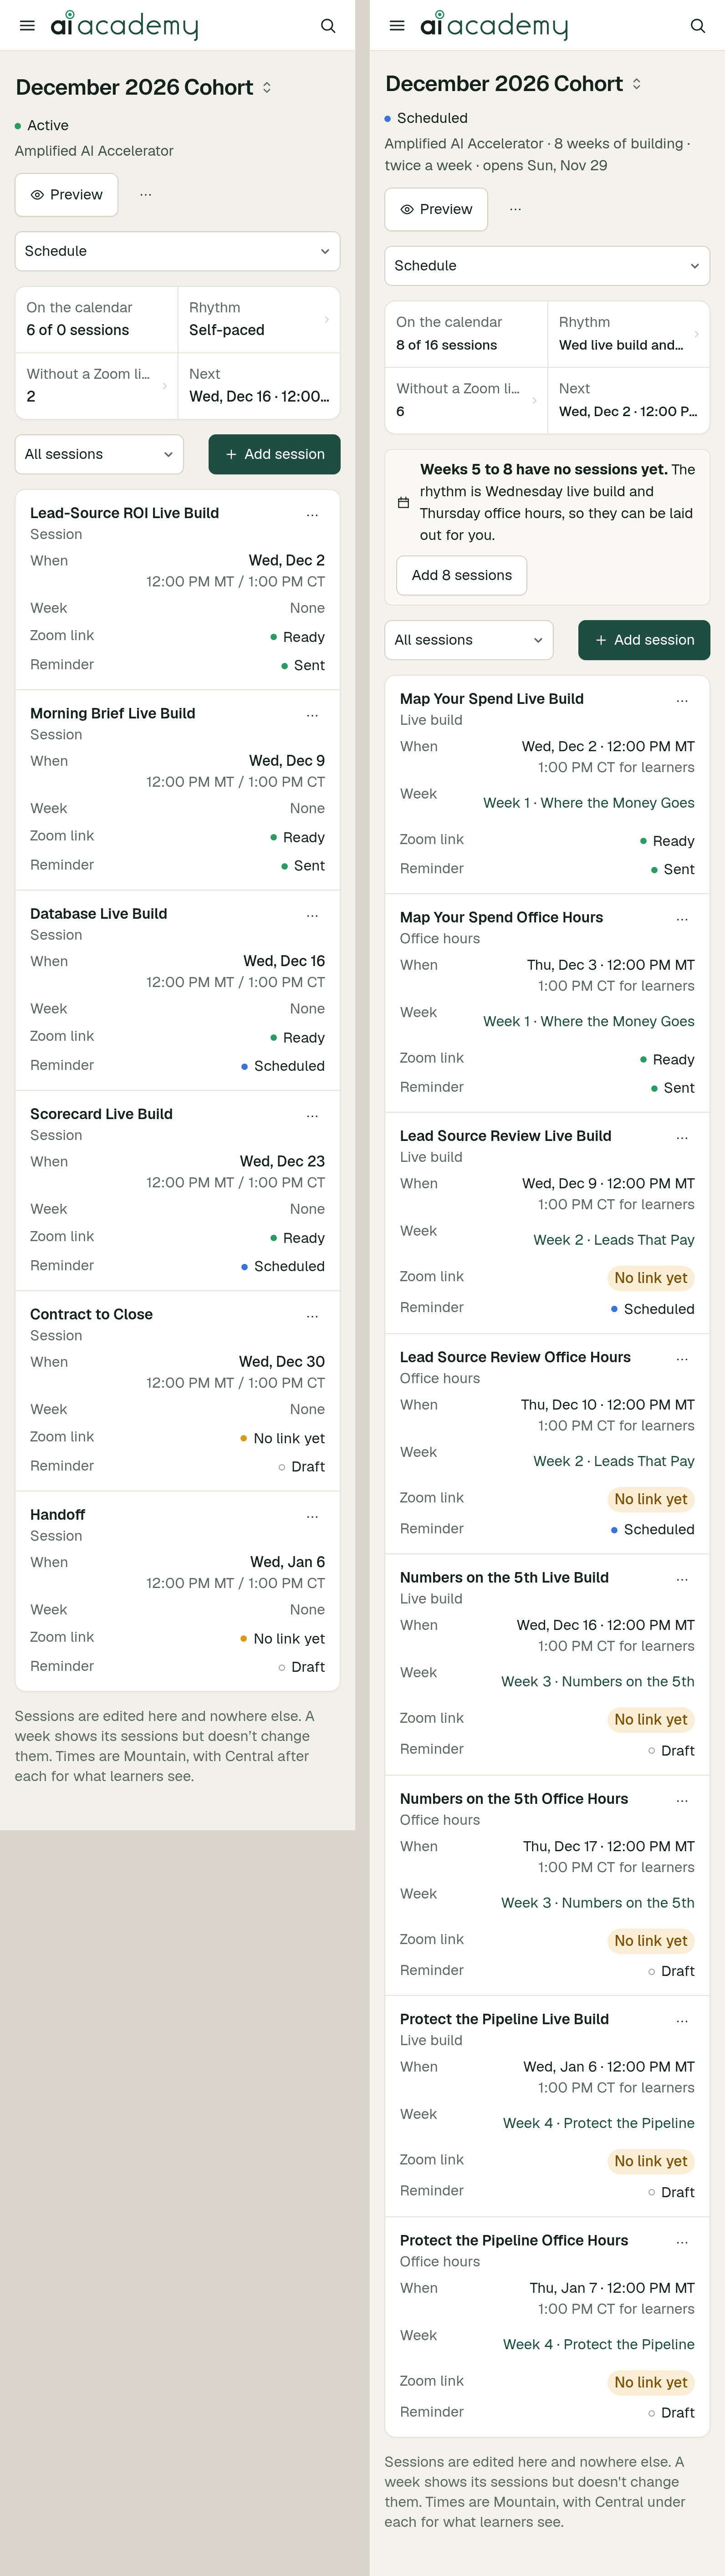 ai academy
December 2026 Cohort
Active
Amplified AI Accelerator
Preview
...
Schedule
On the calendar
6 of 0 sessions
Rhythm
Self-paced
Without a Zoom li...
2
Next
Wed, Dec 16 · 12:00...
All sessions
+ Add session
Lead-Source ROI Live Build
...
Session
When
Wed, Dec 2
12:00 PM MT / 1:00 PM CT
Week
None
Zoom link
Ready
Reminder
Sent
Morning Brief Live Build
...
Session
When
Wed, Dec 9
12:00 PM MT / 1:00 PM CT
Week
None
Zoom link
Ready
Reminder
Sent
Database Live Build
...
Session
When
Wed, Dec 16
12:00 PM MT / 1:00 PM CT
Week
None
Zoom link
Ready
Reminder
Scheduled
Scorecard Live Build
...
Session
When
Wed, Dec 23
12:00 PM MT / 1:00 PM CT
Week
None
Zoom link
Ready
Reminder
Scheduled
Contract to Close
...
Session
When
Wed, Dec 30
12:00 PM MT / 1:00 PM CT
Week
None
Zoom link
No link yet
Reminder
Draft
Handoff
...
Session
When
Wed, Jan 6
12:00 PM MT / 1:00 PM CT
Week
None
Zoom link
No link yet
Reminder
Draft
Sessions are edited here and nowhere else. A
week shows its sessions but doesn’t change
them. Times are Mountain, with Central after
each for what learners see.
ai academy
December 2026 Cohort
Scheduled
Amplified AI Accelerator · 8 weeks of building ·
twice a week · opens Sun, Nov 29
Preview
...
Schedule
On the calendar
8 of 16 sessions
Rhythm
Wed live build and...
Without a Zoom li...
6
Next
Wed, Dec 2 · 12:00 P...
Weeks 5 to 8 have no sessions yet. The
rhythm is Wednesday live build and
Thursday office hours, so they can be laid
out for you.
Add 8 sessions
All sessions
+ Add session
Map Your Spend Live Build
...
Live build
When
Wed, Dec 2 · 12:00 PM MT
1:00 PM CT for learners
Week
Week 1 · Where the Money Goes
Zoom link
Ready
Reminder
Sent
Map Your Spend Office Hours
...
Office hours
When
Thu, Dec 3 · 12:00 PM MT
1:00 PM CT for learners
Week
Week 1 · Where the Money Goes
Zoom link
Ready
Reminder
Sent
Lead Source Review Live Build
...
Live build
When
Wed, Dec 9 · 12:00 PM MT
1:00 PM CT for learners
Week
Week 2 · Leads That Pay
Zoom link
No link yet
Reminder
Scheduled
Lead Source Review Office Hours
...
Office hours
When
Thu, Dec 10 · 12:00 PM MT
1:00 PM CT for learners
Week
Week 2 · Leads That Pay
Zoom link
No link yet
Reminder
Scheduled
Numbers on the 5th Live Build
...
Live build
When
Wed, Dec 16 · 12:00 PM MT
1:00 PM CT for learners
Week
Week 3 · Numbers on the 5th
Zoom link
No link yet
Reminder
Draft
Numbers on the 5th Office Hours
...
Office hours
When
Thu, Dec 17 · 12:00 PM MT
1:00 PM CT for learners
Week
Week 3 · Numbers on the 5th
Zoom link
No link yet
Reminder
Draft
Protect the Pipeline Live Build
...
Live build
When
Wed, Jan 6 · 12:00 PM MT
1:00 PM CT for learners
Week
Week 4 · Protect the Pipeline
Zoom link
No link yet
Reminder
Draft
Protect the Pipeline Office Hours
...
Office hours
When
Thu, Jan 7 · 12:00 PM MT
1:00 PM CT for learners
Week
Week 4 · Protect the Pipeline
Zoom link
No link yet
Reminder
Draft
Sessions are edited here and nowhere else. A
week shows its sessions but doesn't change
them. Times are Mountain, with Central under
each for what learners see.